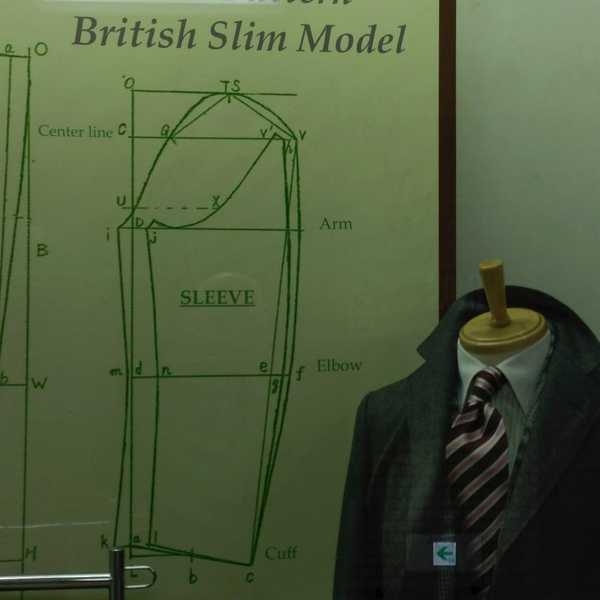 British Slim Model
a O
O
T S
Center line C
Q
V' V
h
U
X
i D j
Arm
B
SLEEVE
m d n e g f
Elbow
b W
k a l
Cuff
H
L b c